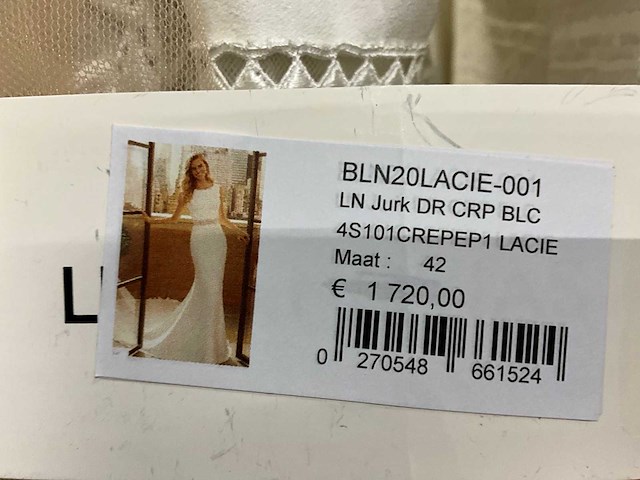 BLN20LACIE-001
LN Jurk DR CRP BLC
4S101CREPEP1 LACIE
Maat : 42
€ 1 720,00
0 270548 661524